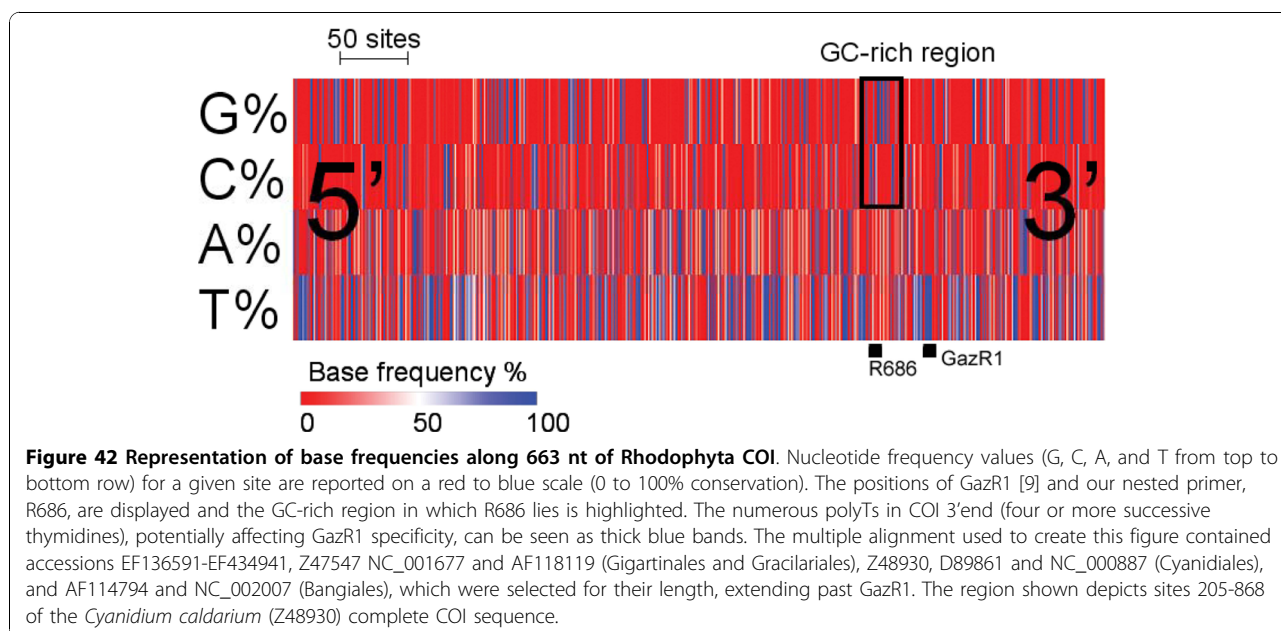 50 sites
GC-rich region
G%
C%
A%
T%
5’
3’
R686
GazR1
Base frequency %
0 50 100
Figure 42 Representation of base frequencies along 663 nt of Rhodophyta COI. Nucleotide frequency values (G, C, A, and T from top to
bottom row) for a given site are reported on a red to blue scale (0 to 100% conservation). The positions of GazR1 [9] and our nested primer,
R686, are displayed and the GC-rich region in which R686 lies is highlighted. The numerous polyTs in COI 3’end (four or more successive
thymidines), potentially affecting GazR1 specificity, can be seen as thick blue bands. The multiple alignment used to create this figure contained
accessions EF136591-EF434941, Z47547 NC_001677 and AF118119 (Gigartinales and Gracilariales), Z48930, D89861 and NC_000887 (Cyanidiales),
and AF114794 and NC_002007 (Bangiales), which were selected for their length, extending past GazR1. The region shown depicts sites 205-868
of the Cyanidium caldarium (Z48930) complete COI sequence.